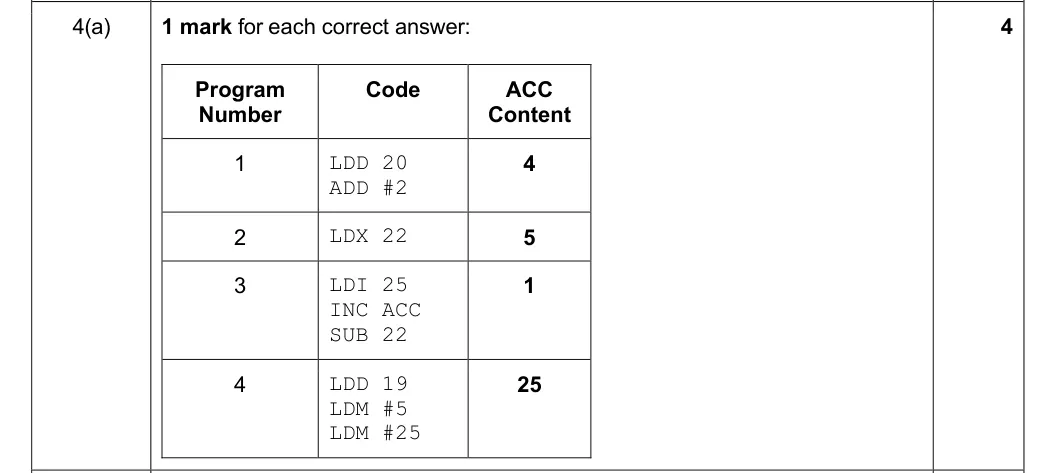 4(a) 1 mark for each correct answer: 4
Program Number Code ACC Content
1 LDD 20 4
ADD #2
2 LDX 22 5
3 LDI 25 1
INC ACC
SUB 22
4 LDD 19 25
LDM #5
LDM #25